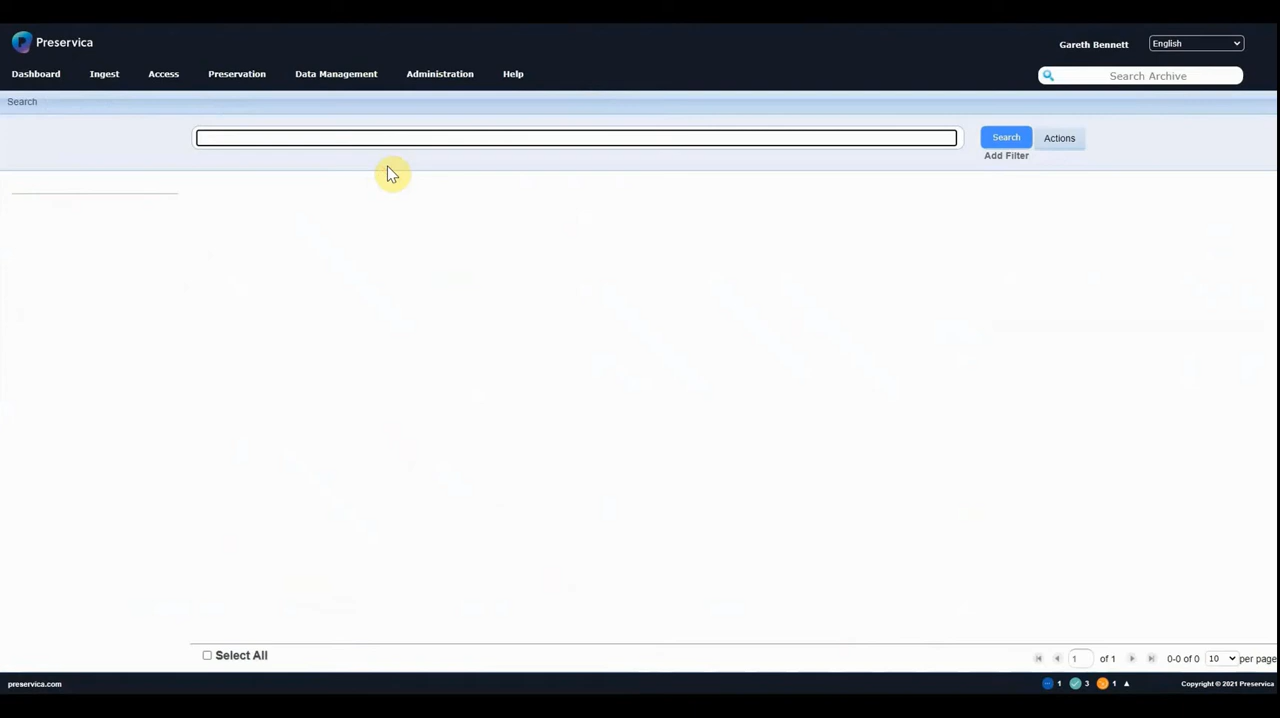 Preservica
Gareth Bennett
English
Dashboard Ingest Access Preservation Data Management Administration Help
Search Archive
Search
Search
Actions
Add Filter
Select All
1 of 1 0-0 of 0 10 per page
preservica.com
1 3 1
Copyright © 2021 Preservica